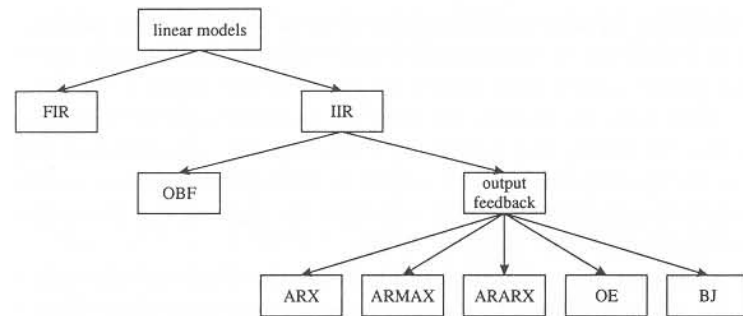 linear models
FIR
IIR
OBF
output
feedback
ARX
ARMAX
ARARX
OE
BJ